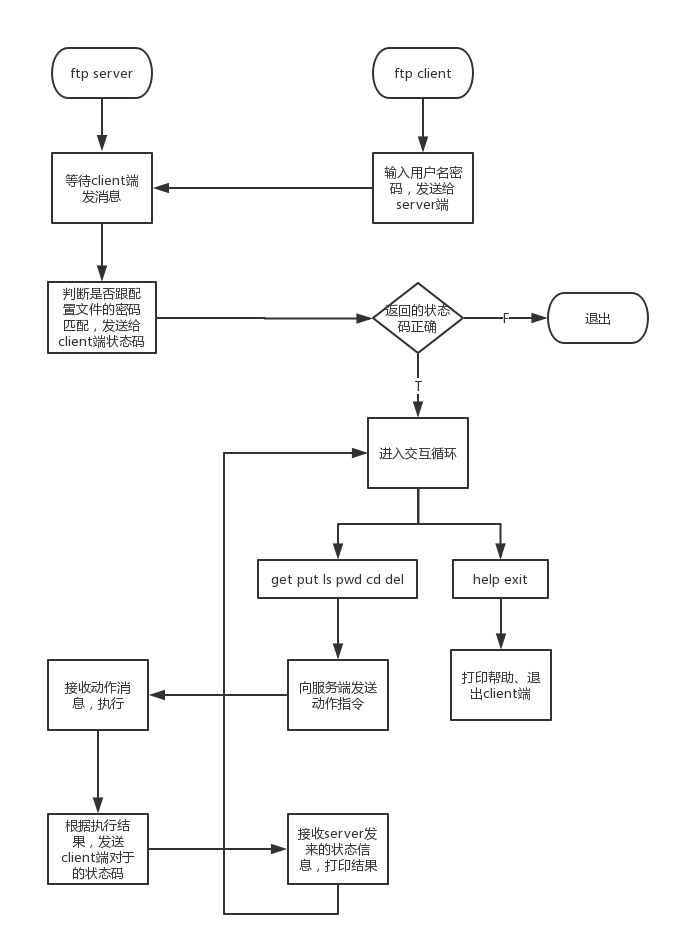 ftp server
ftp client
等待client端
发消息
输入用户名密
码，发送给
server端
判断是否跟配
置文件的密码
匹配，发送给
client端状态码
返回的状态
码正确
F
退出
T
进入交互循环
get put ls pwd cd del
help exit
接收动作消
息，执行
向服务端发送
动作指令
打印帮助、退
出client端
根据执行结
果，发送
client端对于
的状态码
接收server发
来的状态信
息，打印结果